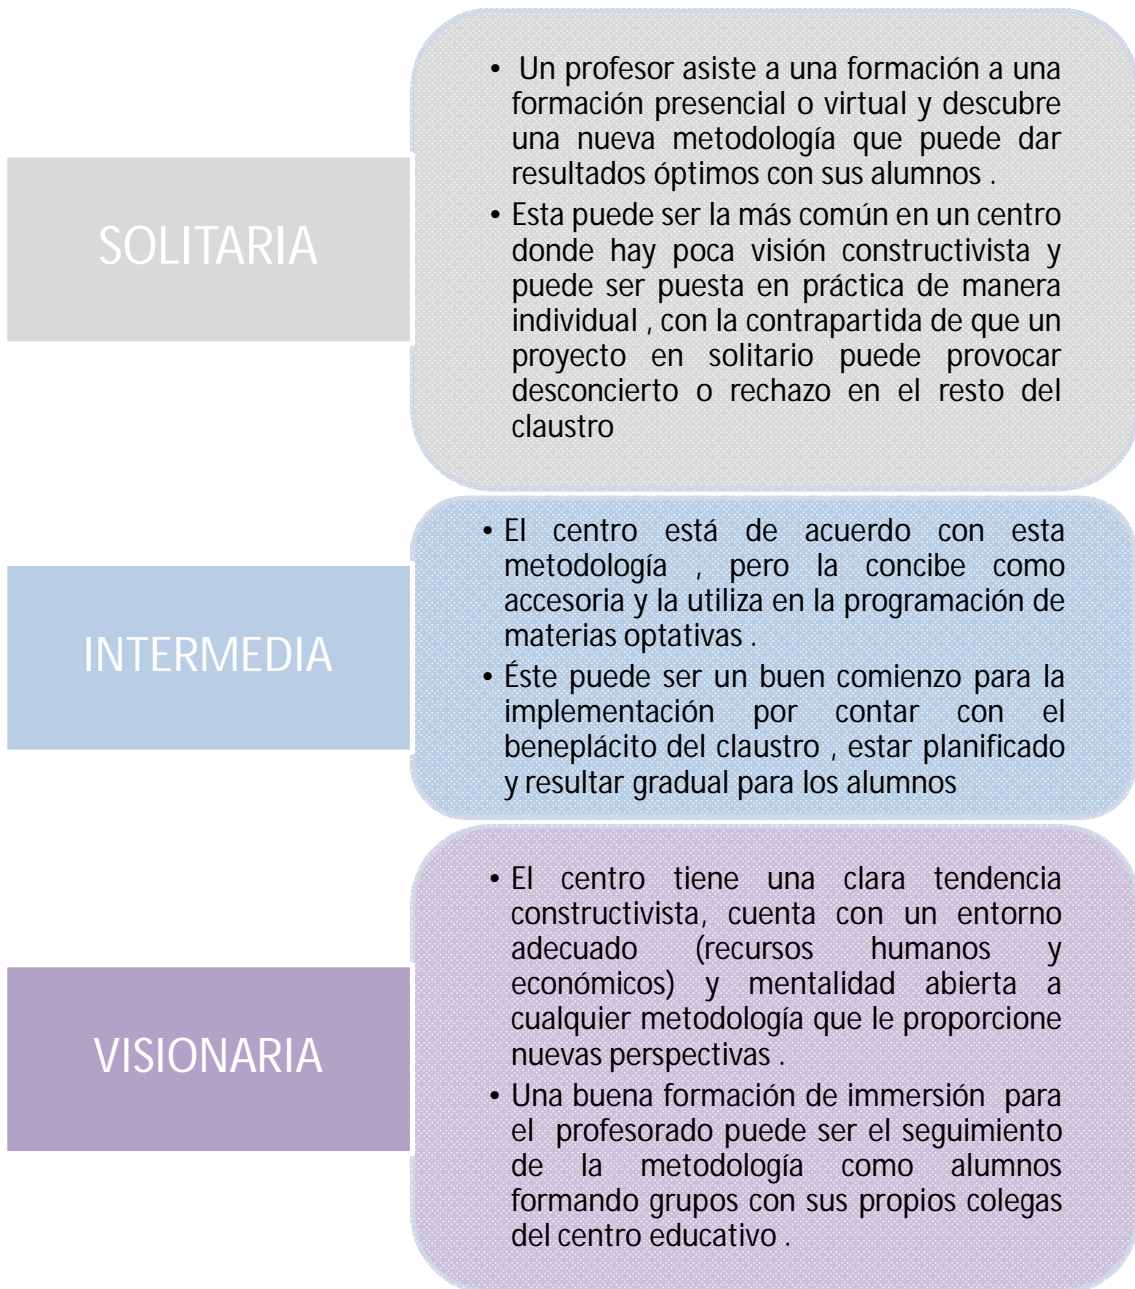 SOLITARIA
• Un profesor asiste a una formación a una
formación presencial o virtual y descubre
una nueva metodología que puede dar
resultados óptimos con sus alumnos .
• Esta puede ser la más común en un centro
donde hay poca visión constructivista y
puede ser puesta en práctica de manera
individual , con la contrapartida de que un
proyecto en solitario puede provocar
desconcierto o rechazo en el resto del
claustro
INTERMEDIA
• El centro está de acuerdo con esta
metodología , pero la concibe como
accesoria y la utiliza en la programación de
materias optativas .
• Éste puede ser un buen comienzo para la
implementación por contar con el
beneplácito del claustro , estar planificado
y resultar gradual para los alumnos
VISIONARIA
• El centro tiene una clara tendencia
constructivista, cuenta con un entorno
adecuado (recursos humanos y
económicos) y mentalidad abierta a
cualquier metodología que le proporcione
nuevas perspectivas .
• Una buena formación de immersión para
el profesorado puede ser el seguimiento
de la metodología como alumnos
formando grupos con sus propios colegas
del centro educativo .